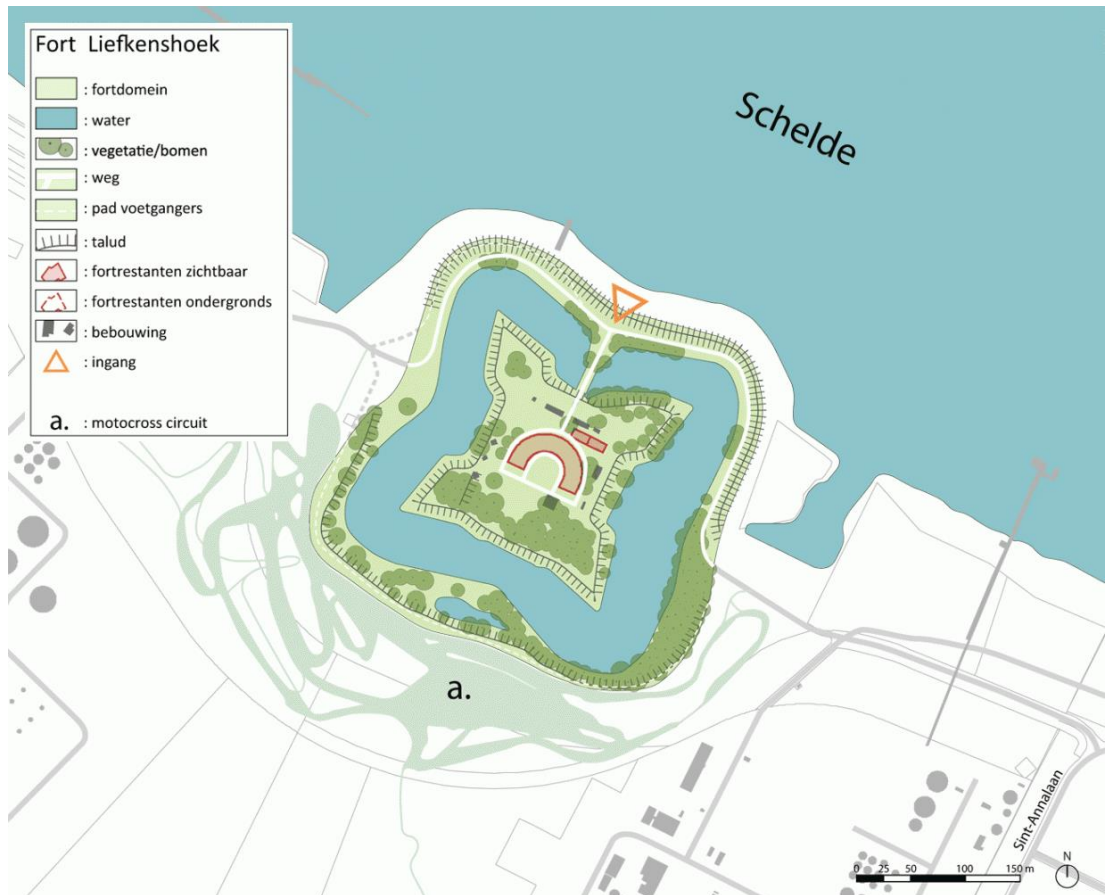 Fort Liefkenshoek
: fortdomein
: water
: vegetatie/bomen
: weg
: pad voetgangers
: talud
: fortrestanten zichtbaar
: fortrestanten ondergronds
: bebouwing
: ingang
a. : motocross circuit
Schelde
a.
Sint-Annalaan
N
0 25 50 100 150 m